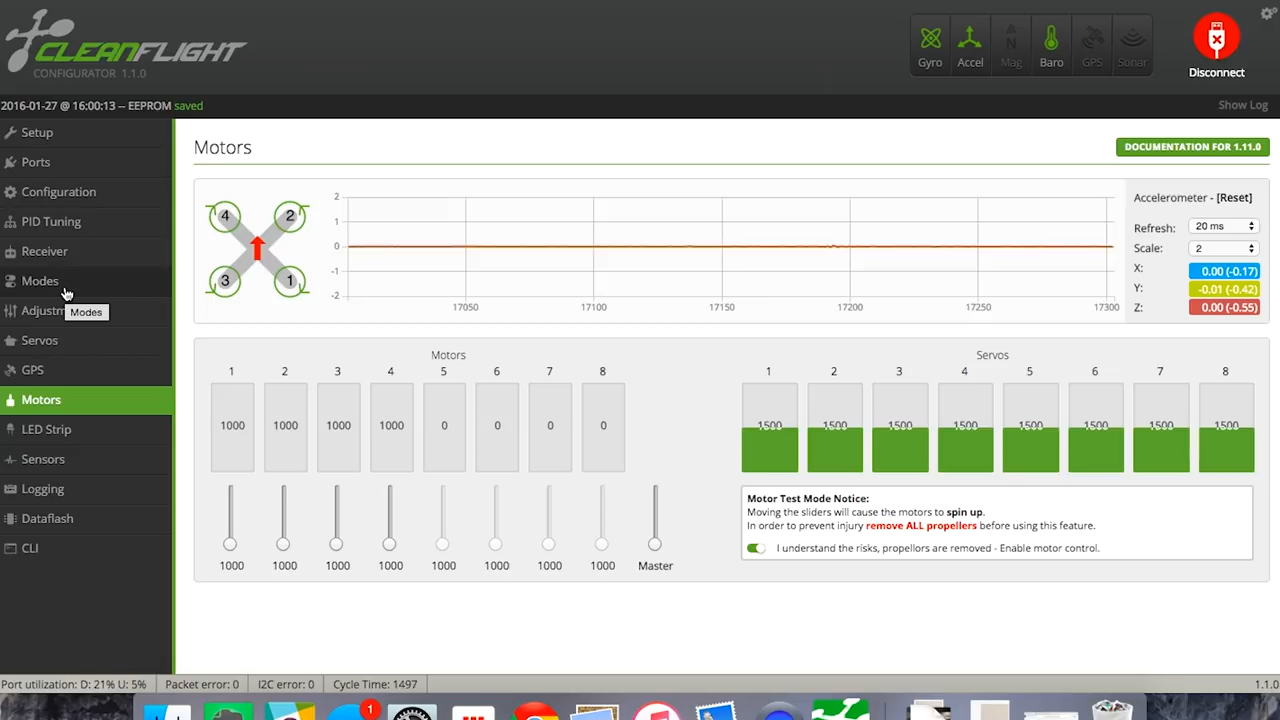 CLEANFLIGHT
CONFIGURATOR 1.1.0
Gyro Accel Mag Baro GPS Sonar
Disconnect
2016-01-27 @ 16:00:13 -- EEPROM saved
Show Log
Setup
Ports
Configuration
PID Tuning
Receiver
Modes
Adjustm
Modes
Servos
GPS
Motors
LED Strip
Sensors
Logging
Dataflash
CLI
Motors
DOCUMENTATION FOR 1.11.0
4 2
3 1
2
1
0
-1
-2
17050 17100 17150 17200 17250 17300
Accelerometer - [Reset]
Refresh: 20 ms
Scale: 2
X: 0.00 (-0.17)
Y: -0.01 (-0.42)
Z: 0.00 (-0.55)
Motors
1 2 3 4 5 6 7 8
1000 1000 1000 1000 0 0 0 0
1000 1000 1000 1000 1000 1000 1000 1000 Master
Servos
1 2 3 4 5 6 7 8
1500 1500 1500 1500 1500 1500 1500 1500
Motor Test Mode Notice:
Moving the sliders will cause the motors to spin up.
In order to prevent injury remove ALL propellers before using this feature.
I understand the risks, propellors are removed - Enable motor control.
Port utilization: D: 21% U: 5% Packet error: 0 I2C error: 0 Cycle Time: 1497
1.1.0
1